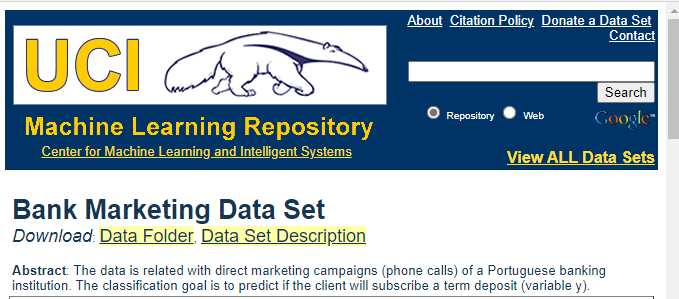 About Citation Policy Donate a Data Set
Contact
UCI
Search
Repository Web Google™
Machine Learning Repository
Center for Machine Learning and Intelligent Systems
View ALL Data Sets
Bank Marketing Data Set
Download: Data Folder, Data Set Description
Abstract: The data is related with direct marketing campaigns (phone calls) of a Portuguese banking
institution. The classification goal is to predict if the client will subscribe a term deposit (variable y).